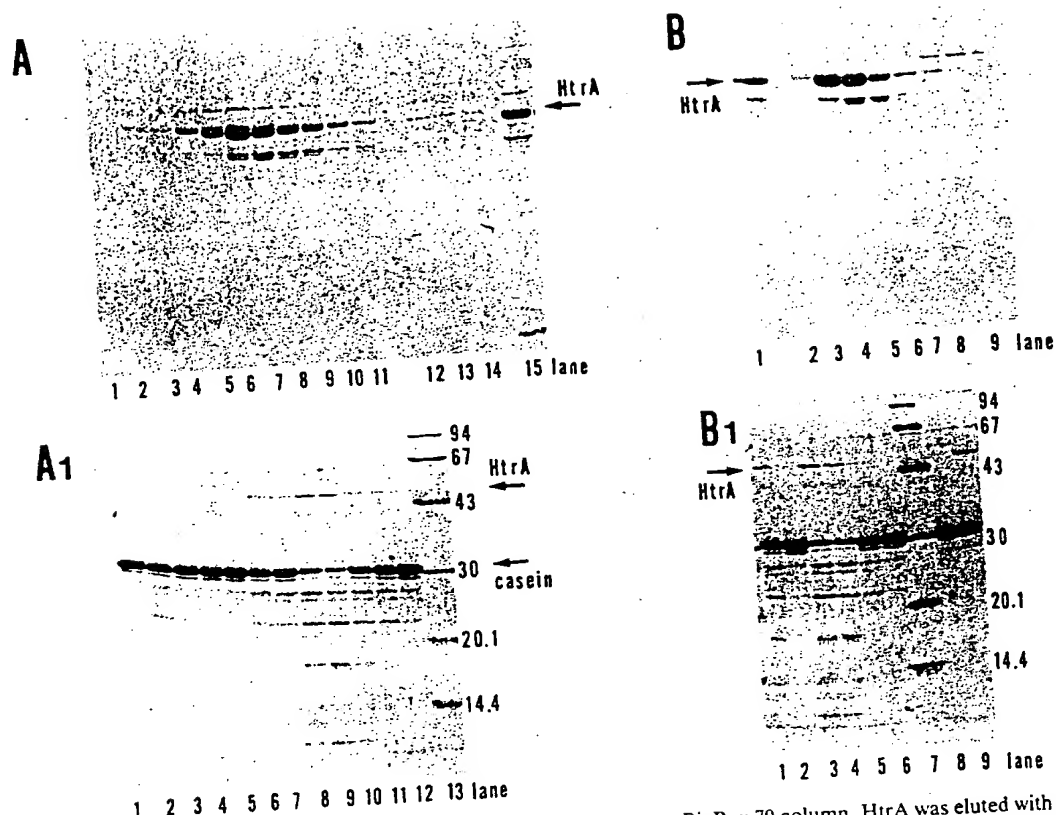 A
HtrA
1 2 3 4 5 6 7 8 9 10 11 12 13 14 15 lane
B
HtrA
1 2 3 4 5 6 7 8 9 lane
A1
94
67
HtrA
43
30
casein
20.1
14.4
1 2 3 4 5 6 7 8 9 10 11 12 13 lane
B1
94
67
HtrA
43
30
20.1
14.4
1 2 3 4 5 6 7 8 9 lane
70 column. HtrA was eluted with